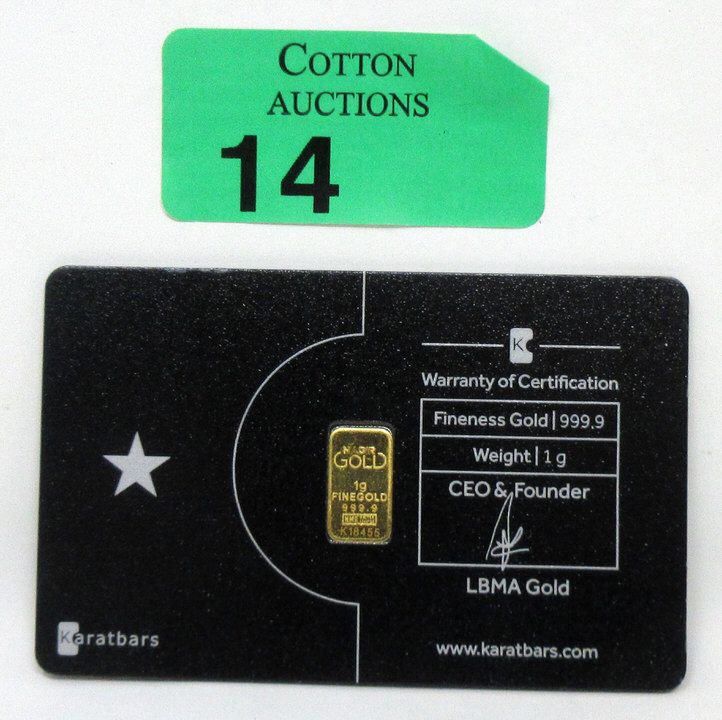 COTTON
AUCTIONS
14
K
Warranty of Certification
Fineness Gold | 999.9
Weight | 1 g
CEO & Founder
LBMA Gold
www.karatbars.com
NADIR
GOLD
1g
FINEGOLD
999.9
K18456
Karatbars